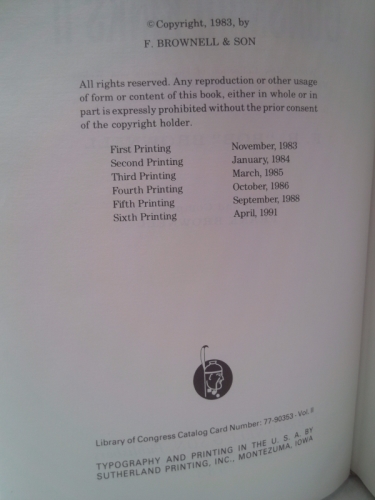 ©Copyright, 1983, by
F. BROWNELL & SON
All rights reserved. Any reproduction or other usage
of form or content of this book, either in whole or in
part is expressly prohibited without the prior consent
of the copyright holder.
First Printing November, 1983
Second Printing January, 1984
Third Printing March, 1985
Fourth Printing October, 1986
Fifth Printing September, 1988
Sixth Printing April, 1991
Library of Congress Catalog Card Number: 77-90353 - Vol. II
TYPOGRAPHY AND PRINTING IN THE U. S. A. BY
SUTHERLAND PRINTING, INC., MONTEZUMA, IOWA